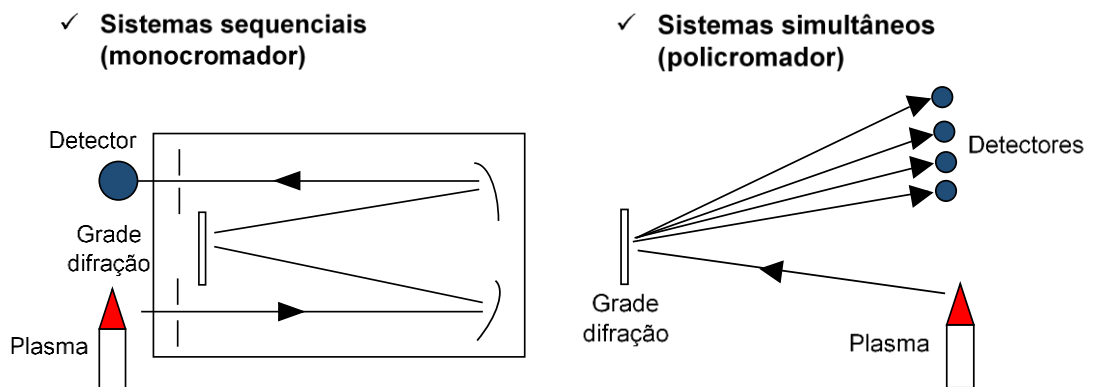 ✓ Sistemas sequenciais
(monocromador)
Detector
Grade
difração
Plasma
✓ Sistemas simultâneos
(policromador)
Detectores
Grade
difração
Plasma